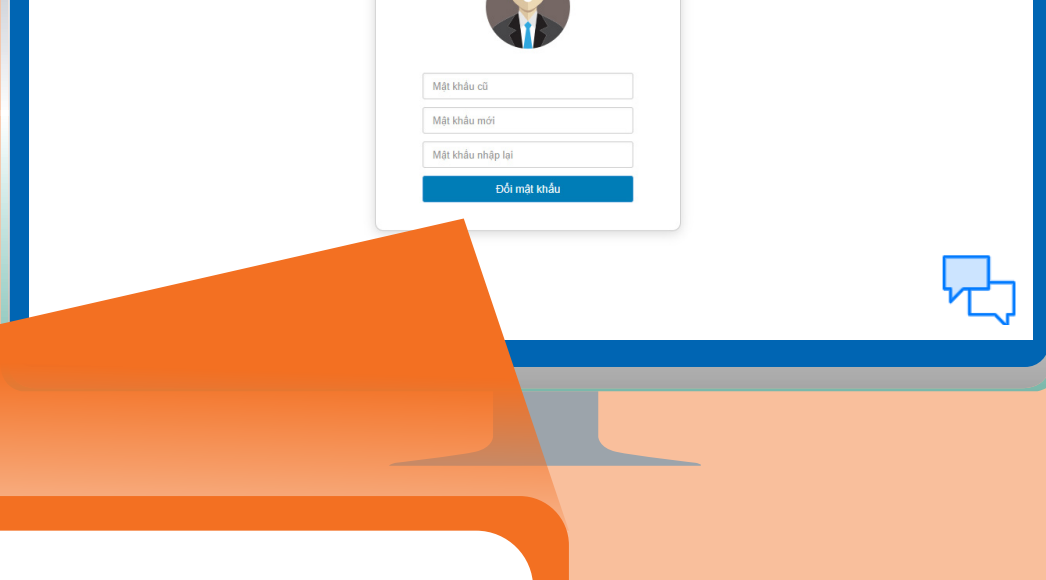 Mật khẩu cũ
Mật khẩu mới
Mật khẩu nhập lại
Đổi mật khẩu